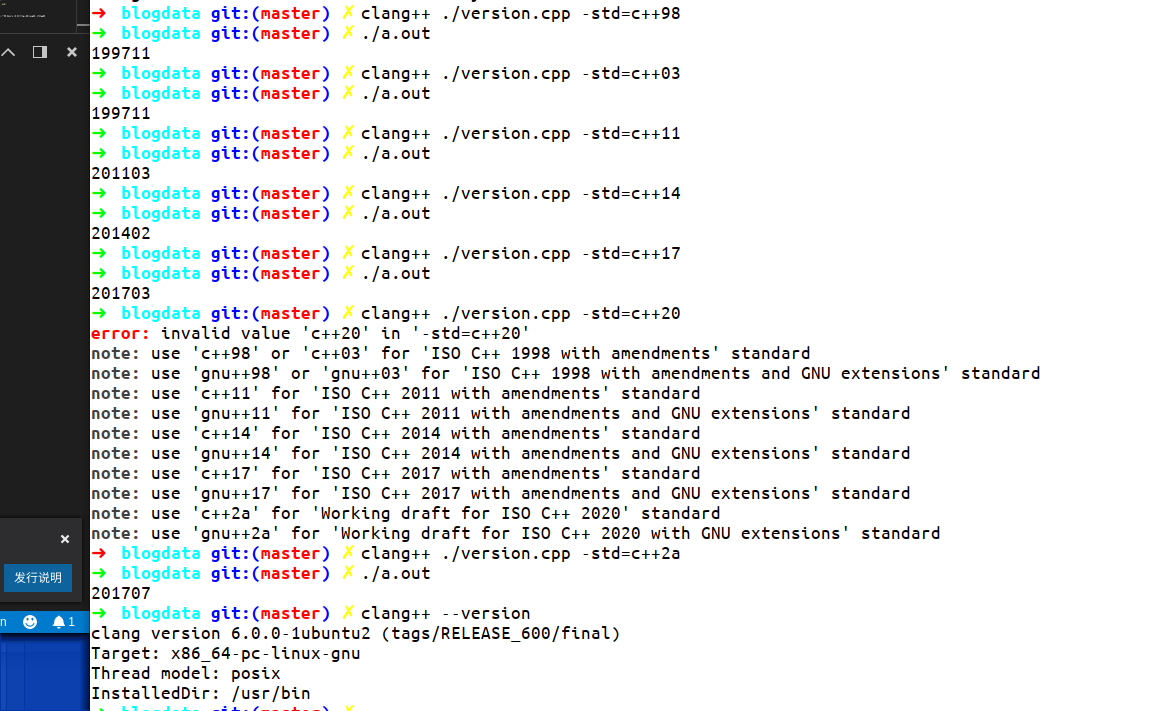 ➜ blogdata git:(master) ✗ clang++ ./version.cpp -std=c++98
➜ blogdata git:(master) ✗ ./a.out
199711
➜ blogdata git:(master) ✗ clang++ ./version.cpp -std=c++03
➜ blogdata git:(master) ✗ ./a.out
199711
➜ blogdata git:(master) ✗ clang++ ./version.cpp -std=c++11
➜ blogdata git:(master) ✗ ./a.out
201103
➜ blogdata git:(master) ✗ clang++ ./version.cpp -std=c++14
➜ blogdata git:(master) ✗ ./a.out
201402
➜ blogdata git:(master) ✗ clang++ ./version.cpp -std=c++17
➜ blogdata git:(master) ✗ ./a.out
201703
➜ blogdata git:(master) ✗ clang++ ./version.cpp -std=c++20
error: invalid value 'c++20' in '-std=c++20'
note: use 'c++98' or 'c++03' for 'ISO C++ 1998 with amendments' standard
note: use 'gnu++98' or 'gnu++03' for 'ISO C++ 1998 with amendments and GNU extensions' standard
note: use 'c++11' for 'ISO C++ 2011 with amendments' standard
note: use 'gnu++11' for 'ISO C++ 2011 with amendments and GNU extensions' standard
note: use 'c++14' for 'ISO C++ 2014 with amendments' standard
note: use 'gnu++14' for 'ISO C++ 2014 with amendments and GNU extensions' standard
note: use 'c++17' for 'ISO C++ 2017 with amendments' standard
note: use 'gnu++17' for 'ISO C++ 2017 with amendments and GNU extensions' standard
note: use 'c++2a' for 'Working draft for ISO C++ 2020' standard
note: use 'gnu++2a' for 'Working draft for ISO C++ 2020 with GNU extensions' standard
➜ blogdata git:(master) ✗ clang++ ./version.cpp -std=c++2a
➜ blogdata git:(master) ✗ ./a.out
201707
➜ blogdata git:(master) ✗ clang++ --version
clang version 6.0.0-1ubuntu2 (tags/RELEASE_600/final)
Target: x86_64-pc-linux-gnu
Thread model: posix
InstalledDir: /usr/bin
➜ blogdata git:(master) ✗
发行说明
n
1